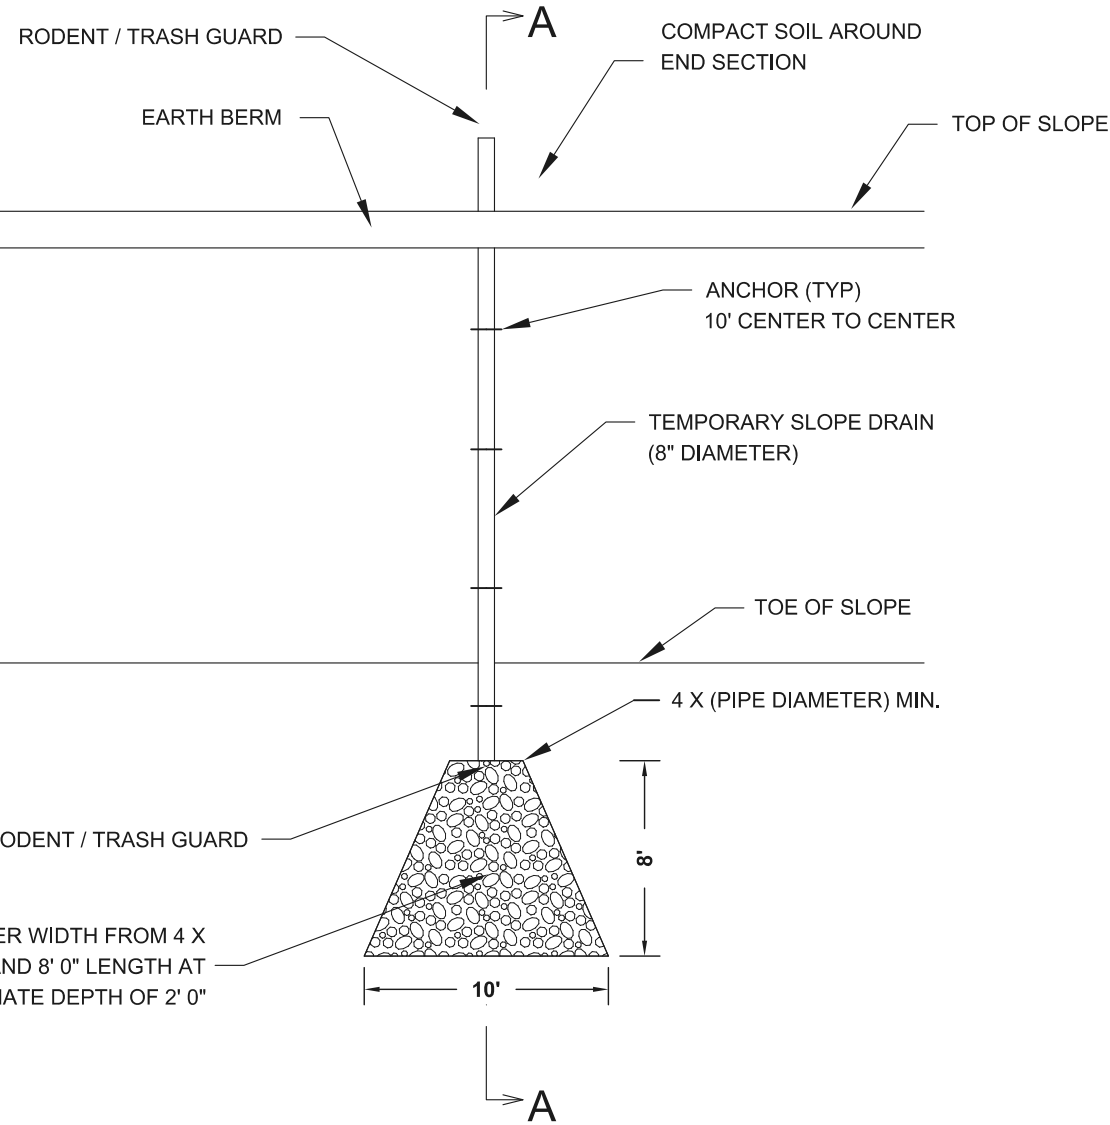 A
RODENT / TRASH GUARD
COMPACT SOIL AROUND
END SECTION
EARTH BERM
TOP OF SLOPE
ANCHOR (TYP)
10' CENTER TO CENTER
TEMPORARY SLOPE DRAIN
(8" DIAMETER)
TOE OF SLOPE
4 X (PIPE DIAMETER) MIN.
ODENT / TRASH GUARD
8'
ER WIDTH FROM 4 X
AND 8' 0" LENGTH AT
ATE DEPTH OF 2' 0"
10'
A